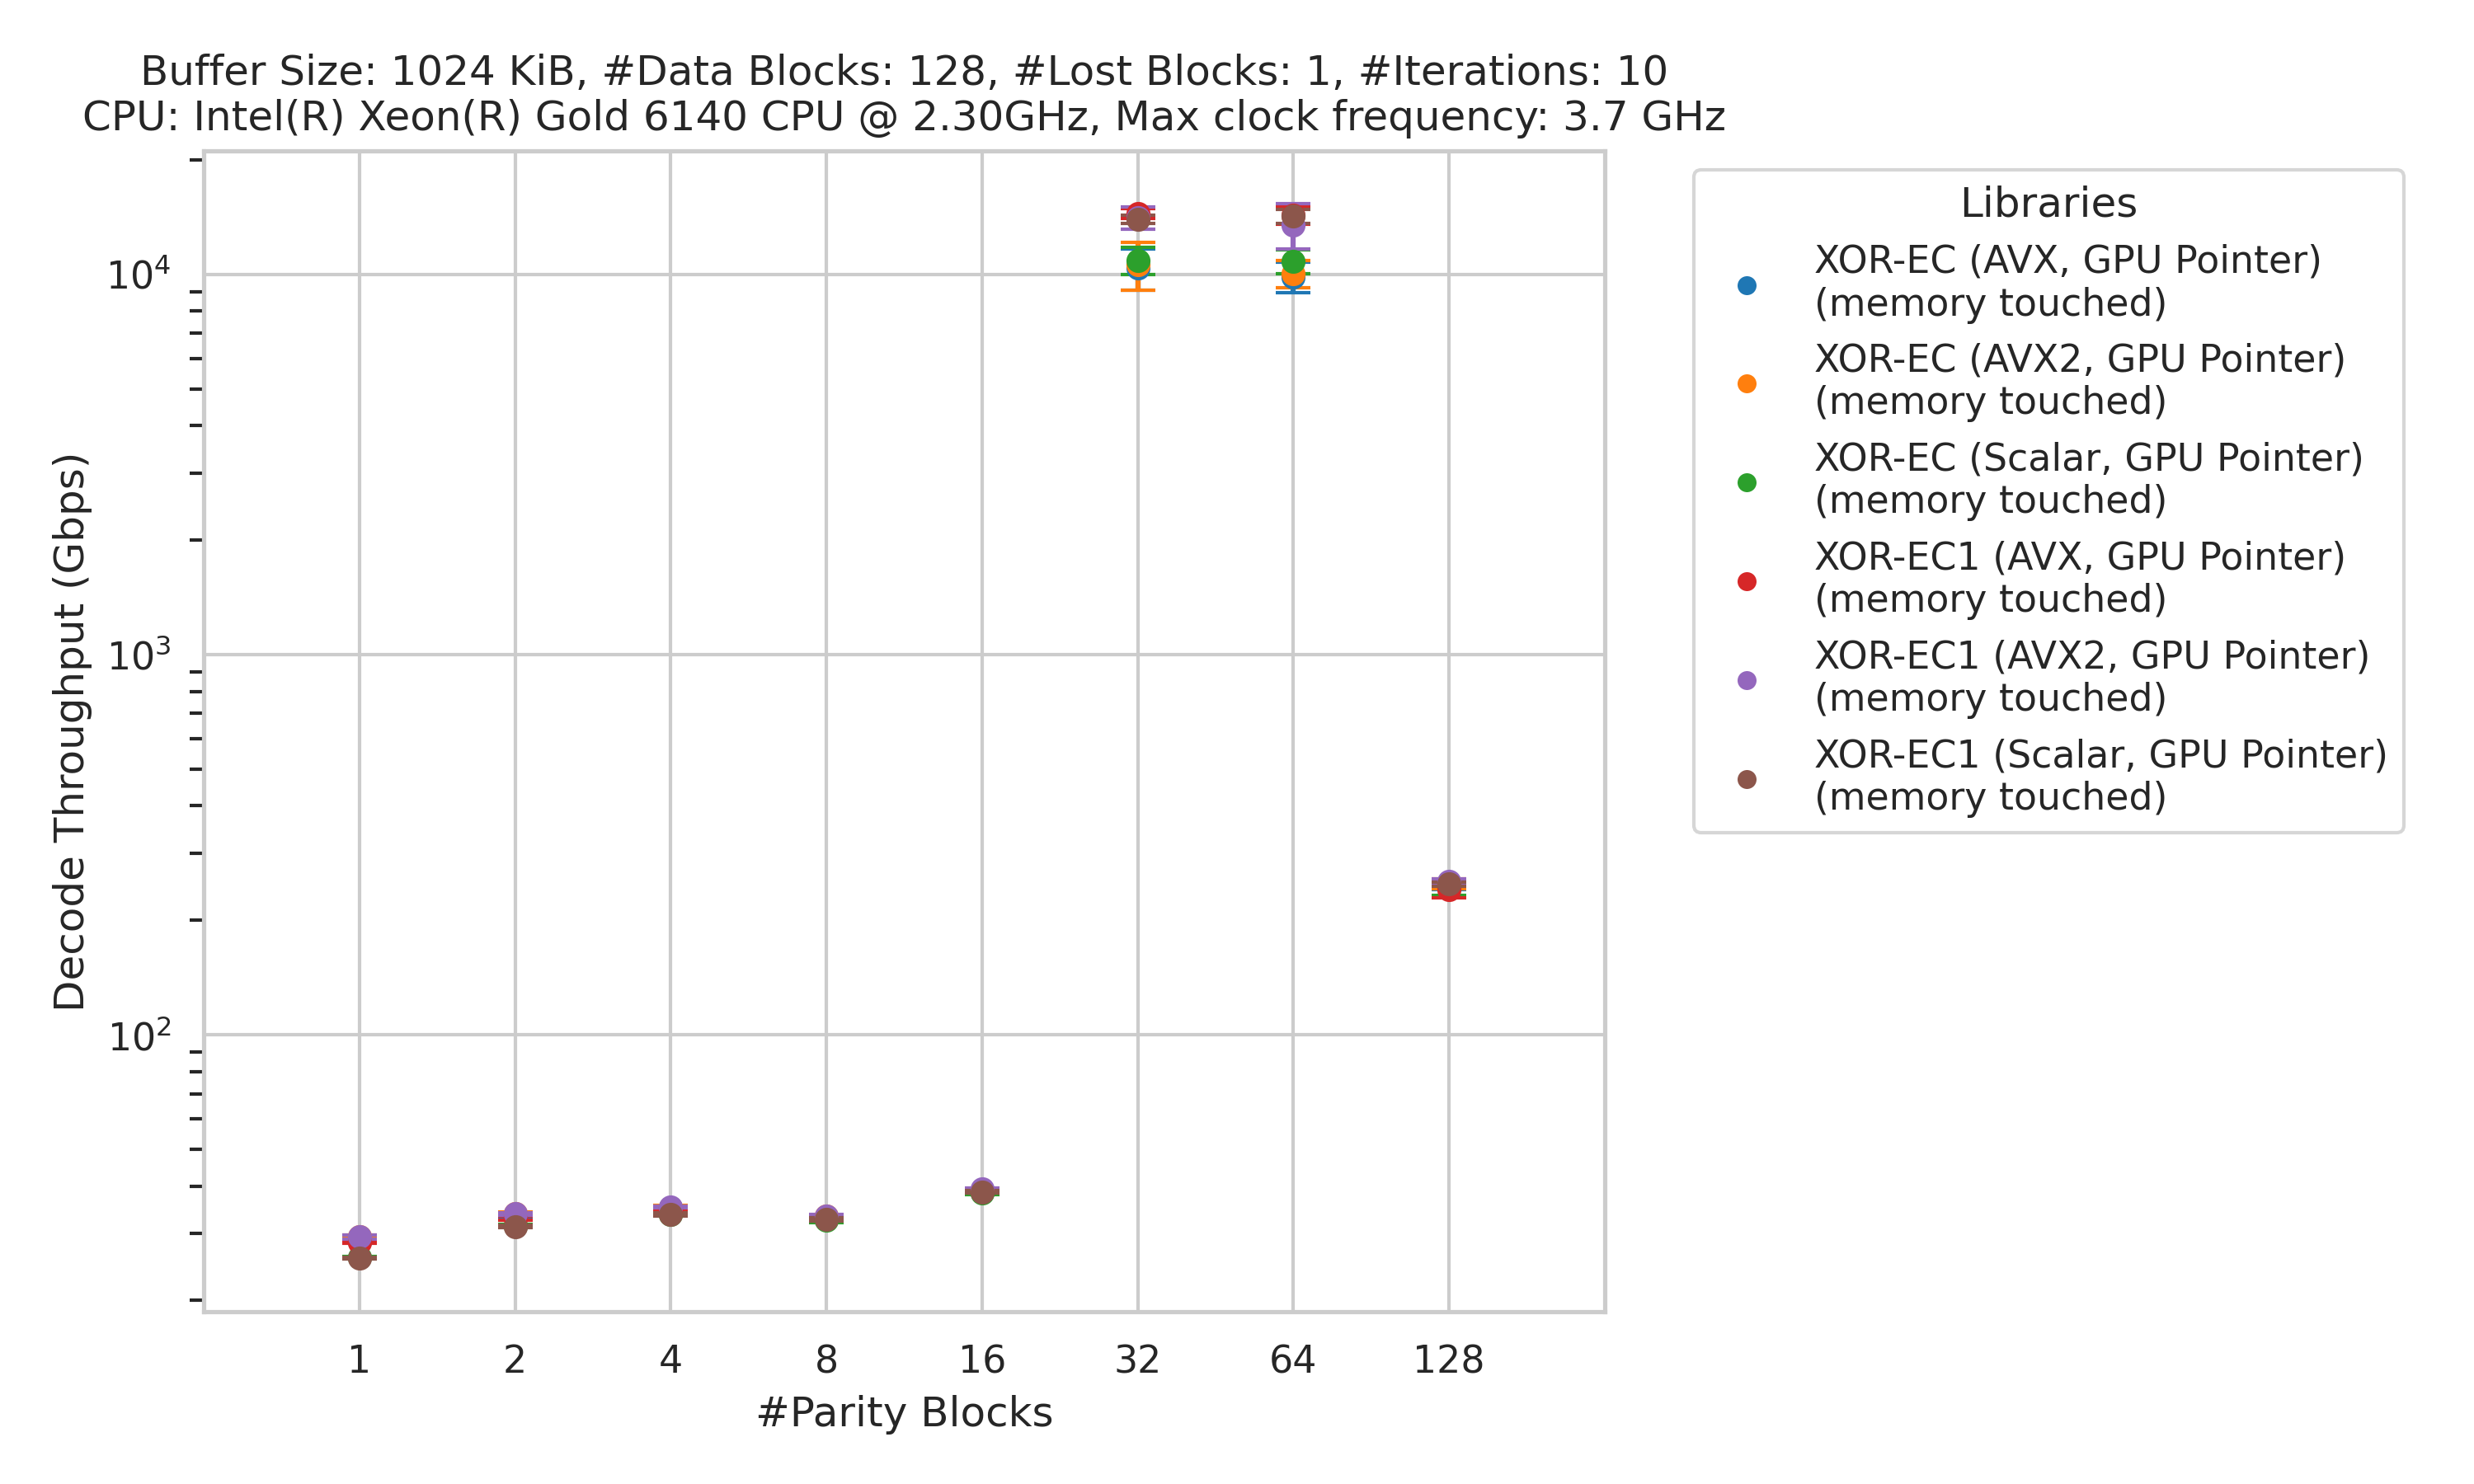 Buffer Size: 1024 KiB, #Data Blocks: 128, #Lost Blocks: 1, #Iterations: 10
CPU: Intel(R) Xeon(R) Gold 6140 CPU @ 2.30GHz, Max clock frequency: 3.7 GHz
Decode Throughput (Gbps)
10⁴
10³
10²
1 2 4 8 16 32 64 128
#Parity Blocks
Libraries
XOR-EC (AVX, GPU Pointer)
(memory touched)
XOR-EC (AVX2, GPU Pointer)
(memory touched)
XOR-EC (Scalar, GPU Pointer)
(memory touched)
XOR-EC1 (AVX, GPU Pointer)
(memory touched)
XOR-EC1 (AVX2, GPU Pointer)
(memory touched)
XOR-EC1 (Scalar, GPU Pointer)
(memory touched)